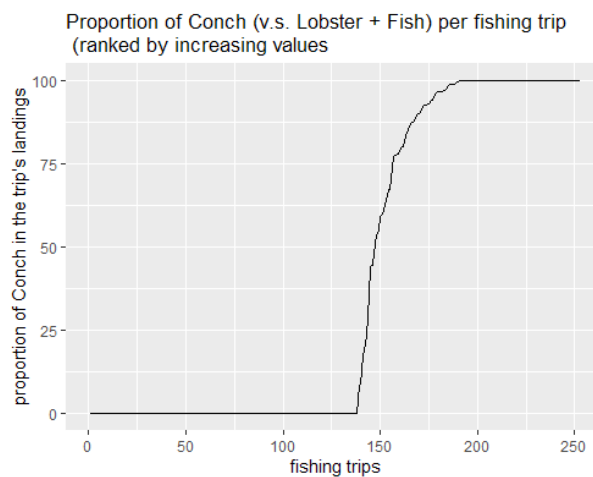 Proportion of Conch (v.s. Lobster + Fish) per fishing trip
(ranked by increasing values
proportion of Conch in the trip's landings
100
75
50
25
0
0 50 100 150 200 250
fishing trips